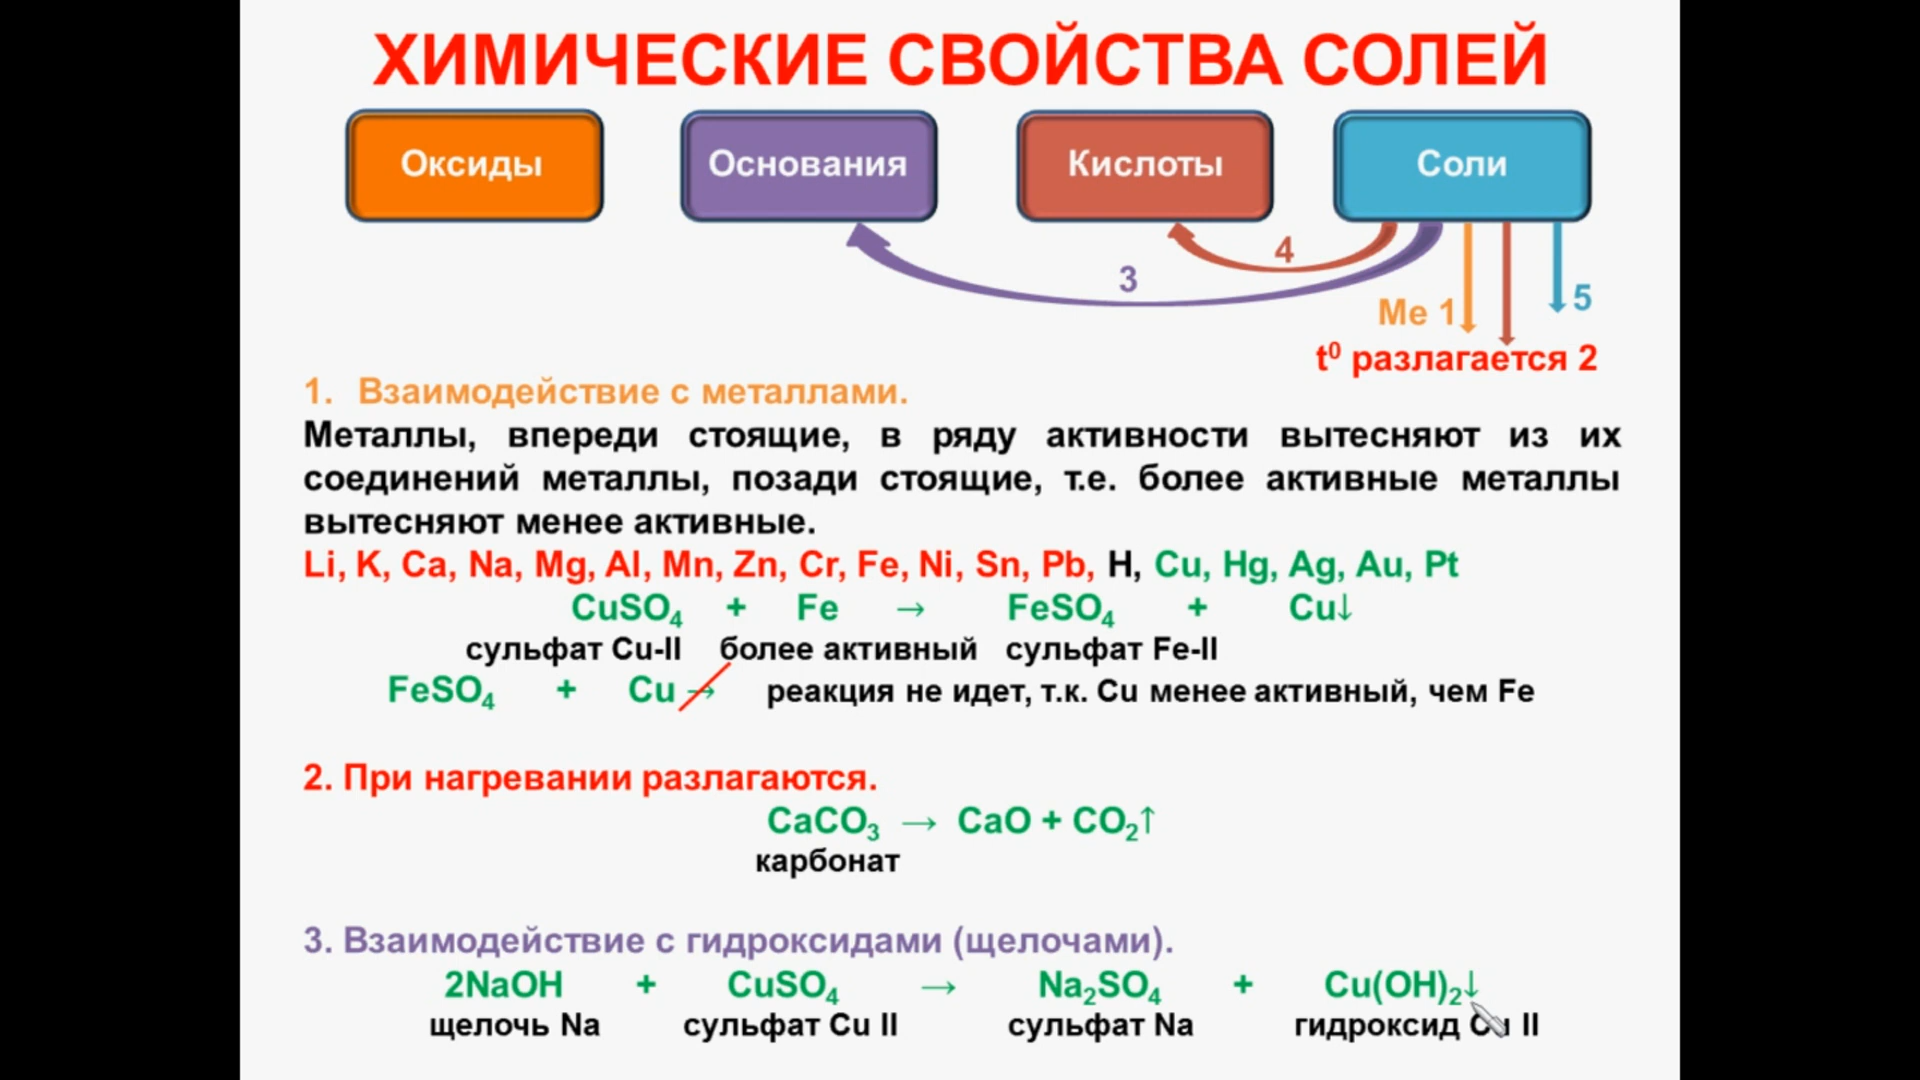 ХИМИЧЕСКИЕ СВОЙСТВА СОЛЕЙ
Оксиды Основания Кислоты Соли
4
3
Me 1 5
t⁰ разлагается 2
1. Взаимодействие с металлами.
Металлы, впереди стоящие, в ряду активности вытесняют из их
соединений металлы, позади стоящие, т.е. более активные металлы
вытесняют менее активные.
Li, K, Ca, Na, Mg, Al, Mn, Zn, Cr, Fe, Ni, Sn, Pb, H, Cu, Hg, Ag, Au, Pt
CuSO₄ + Fe → FeSO₄ + Cu↓
сульфат Cu-II более активный сульфат Fe-II
FeSO₄ + Cu → реакция не идет, т.к. Cu менее активный, чем Fe
2. При нагревании разлагаются.
CaCO₃ → CaO + CO₂↑
карбонат
3. Взаимодействие с гидроксидами (щелочами).
2NaOH + CuSO₄ → Na₂SO₄ + Cu(OH)₂↓
щелочь Na сульфат Cu II сульфат Na гидроксид Cu II